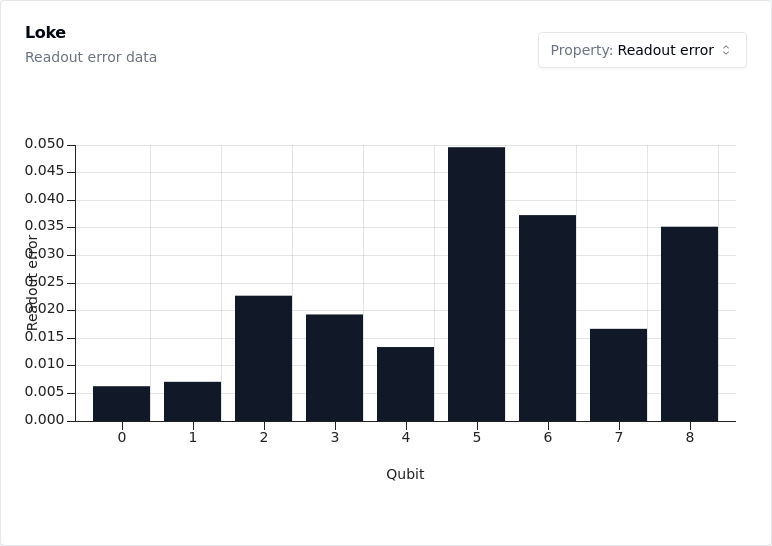 Loke
Readout error data
Property: Readout error
0.050
0.045
0.040
0.035
0.030
0.025
0.020
0.015
0.010
0.005
0.000
Readout error
0 1 2 3 4 5 6 7 8
Qubit